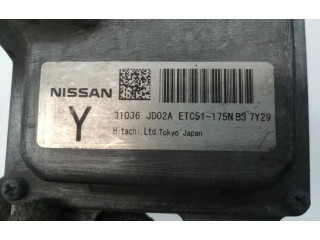 NISSAN
Y
31036 JD02A ETC51-175N B3 7Y29
Hitachi,Ltd.Tokyo Japan